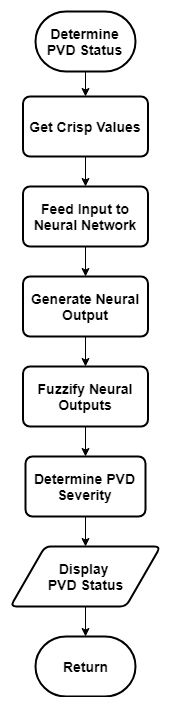 Determine
PVD Status
Get Crisp Values
Feed Input to
Neural Network
Generate Neural
Output
Fuzzify Neural
Outputs
Determine PVD
Severity
Display
PVD Status
Return